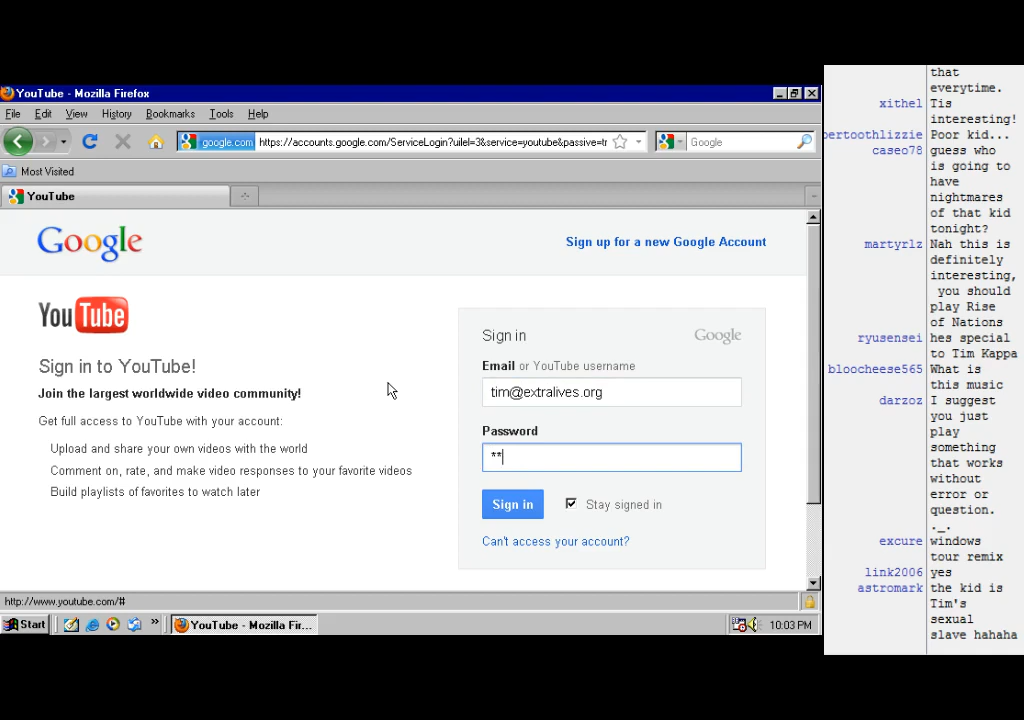 YouTube - Mozilla Firefox
File Edit View History Bookmarks Tools Help
google.com https://accounts.google.com/ServiceLogin?uilel=3&service=youtube&passive=tr
Google
Most Visited
YouTube
Google
Sign up for a new Google Account
YouTube
Sign in to YouTube!
Join the largest worldwide video community!
Get full access to YouTube with your account:
Upload and share your own videos with the world
Comment on, rate, and make video responses to your favorite videos
Build playlists of favorites to watch later
Sign in Google
Email or YouTube username
tim@extralives.org
Password
**
Sign in Stay signed in
Can't access your account?
http://www.youtube.com/#
Start » YouTube - Mozilla Fir... 10:03 PM
that
everytime.
xithel Tis
interesting!
bertoothlizzie Poor kid...
caseo78 guess who
is going to
have
nightmares
of that kid
tonight?
martyrlz Nah this is
definitely
interesting,
you should
play Rise
of Nations
ryusensei hes special
to Tim Kappa
bloocheese565 What is
this music
darzoz I suggest
you just
play
something
that works
without
error or
question.
._.
excure windows
tour remix
link2006 yes
astromark the kid is
Tim's
sexual
slave hahaha